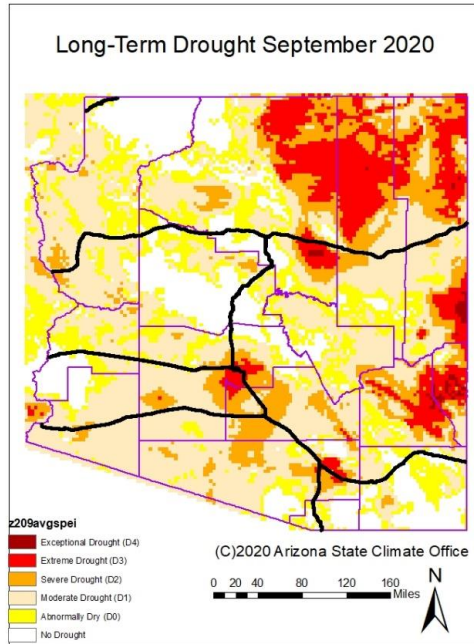 Long-Term Drought September 2020
z209avgspei
Exceptional Drought (D4)
Extreme Drought (D3)
Severe Drought (D2)
Moderate Drought (D1)
Abnormally Dry (D0)
No Drought
(C)2020 Arizona State Climate Office
0 20 40 80 120 160
Miles
N